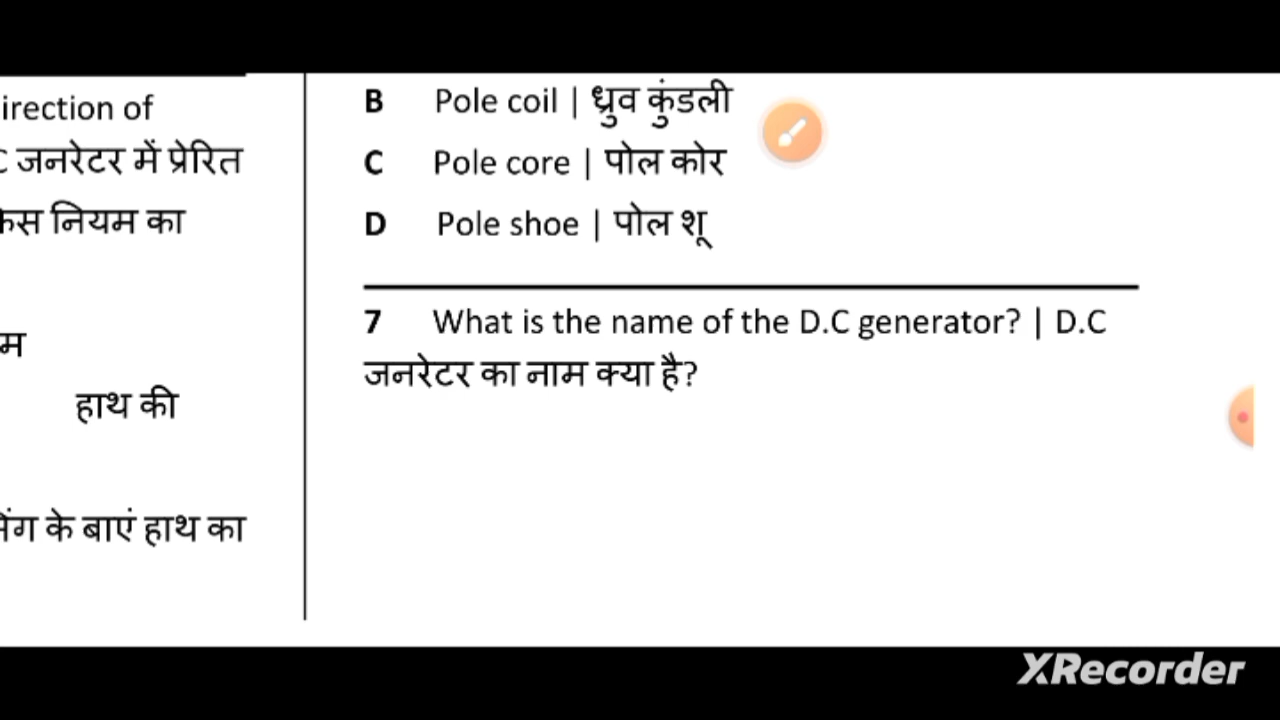 irection of
जनरेटर में प्रेरित
नियम का
हाथ की
के बाएं हाथ का
B Pole coil | ध्रुव कुंडली
C Pole core | पोल कोर
D Pole shoe | पोल शू
7 What is the name of the D.C generator? | D.C
जनरेटर का नाम क्या है?
XRecorder